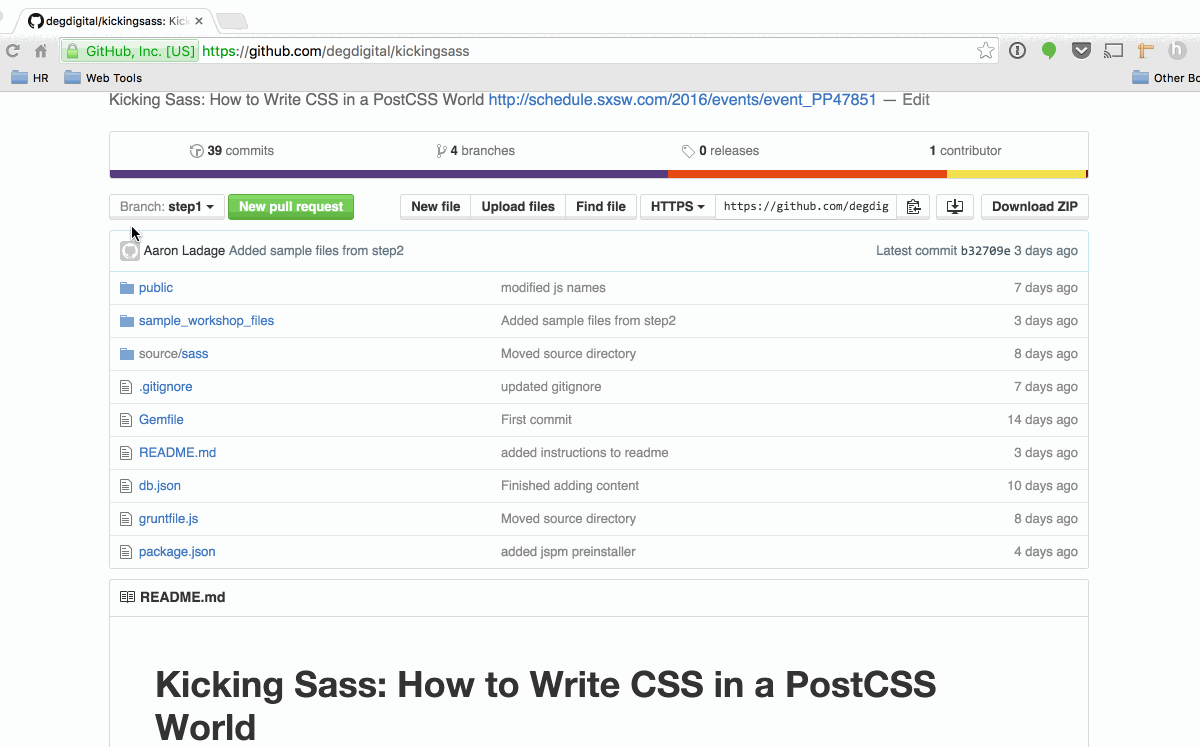 degdigital/kickingsass: Kick
GitHub, Inc. [US] https://github.com/degdigital/kickingsass
HR Web Tools Other Bo
Kicking Sass: How to Write CSS in a PostCSS World http://schedule.sxsw.com/2016/events/event_PP47851 — Edit
39 commits 4 branches 0 releases 1 contributor
Branch: step1 New pull request New file Upload files Find file HTTPS https://github.com/degdig Download ZIP
Aaron Ladage Added sample files from step2 Latest commit b32709e 3 days ago
public modified js names 7 days ago
sample_workshop_files Added sample files from step2 3 days ago
source/sass Moved source directory 8 days ago
.gitignore updated gitignore 7 days ago
Gemfile First commit 14 days ago
README.md added instructions to readme 3 days ago
db.json Finished adding content 10 days ago
gruntfile.js Moved source directory 8 days ago
package.json added jspm preinstaller 4 days ago
README.md
Kicking Sass: How to Write CSS in a PostCSS
World